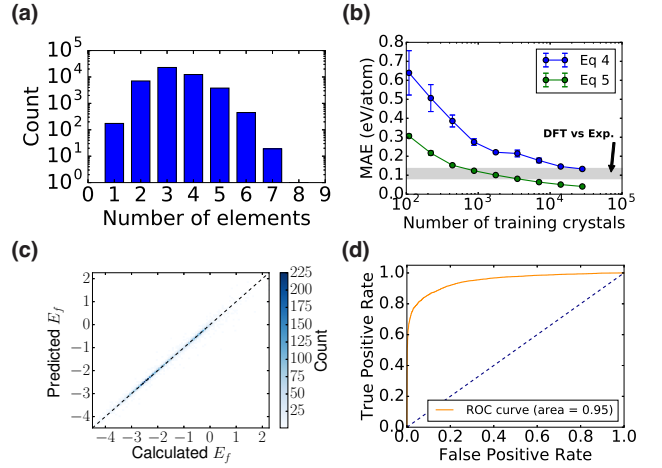 (a)
10^5
10^4
10^3
10^2
10^1
10^0
Count
0 1 2 3 4 5 6 7 8 9
Number of elements
(b)
0.8
0.7
0.6
0.5
0.4
0.3
0.2
0.1
0.0
MAE (eV/atom)
Eq 4
Eq 5
DFT vs Exp.
10^2 10^3 10^4 10^5
Number of training crystals
(c)
2
1
0
−1
−2
−3
−4
Predicted E_f
−4 −3 −2 −1 0 1 2
Calculated E_f
225
200
175
150
125
100
75
50
25
Count
(d)
1.0
0.8
0.6
0.4
0.2
0.0
True Positive Rate
ROC curve (area = 0.95)
0.0 0.2 0.4 0.6 0.8 1.0
False Positive Rate